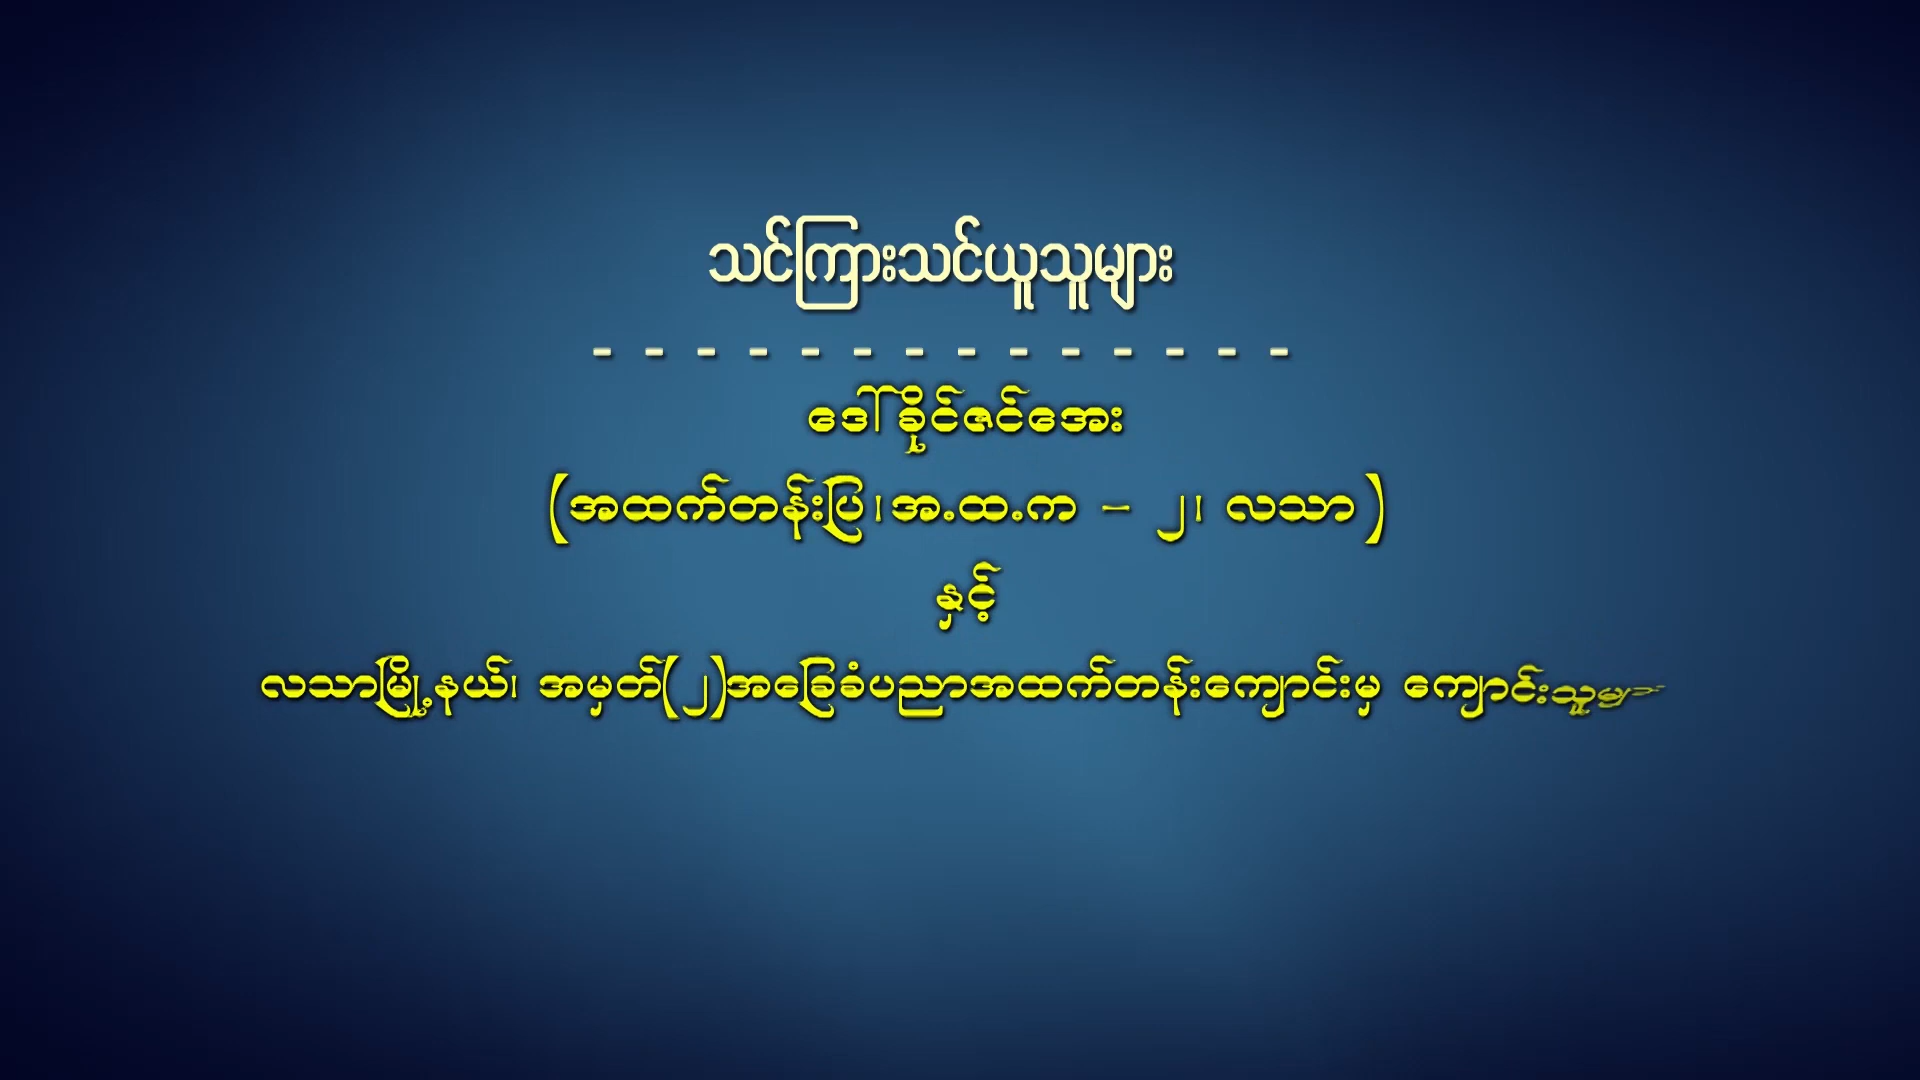 သင်ကြားသင်ယူသူများ
- - - - - - - - - - - - - -
ဒေါ်ခိုင်ဇင်အေး
(အထက်တန်းပြ၊အ.ထ.က – ၂၊ လသာ)
နှင့်
လသာမြို့နယ်၊ အမှတ်(၂)အခြေခံပညာအထက်တန်းကျောင်းမှ ကျောင်းသူများ